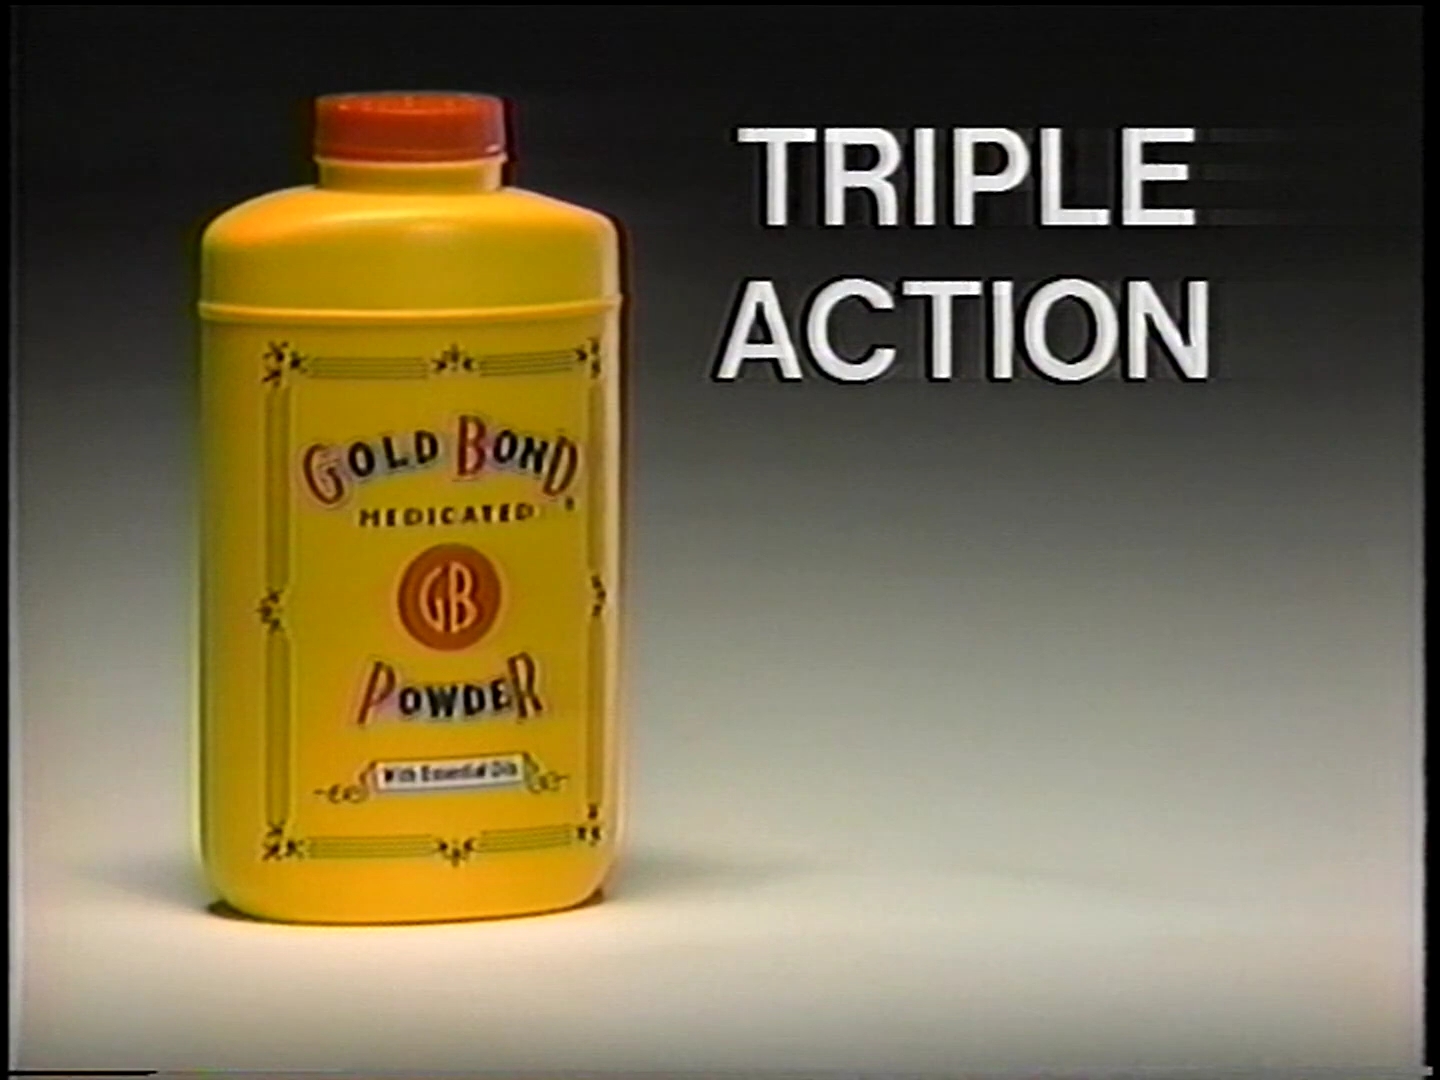 TRIPLE
ACTION
GOLD BOND
MEDICATED
GB
POWDER
With Essential Oils